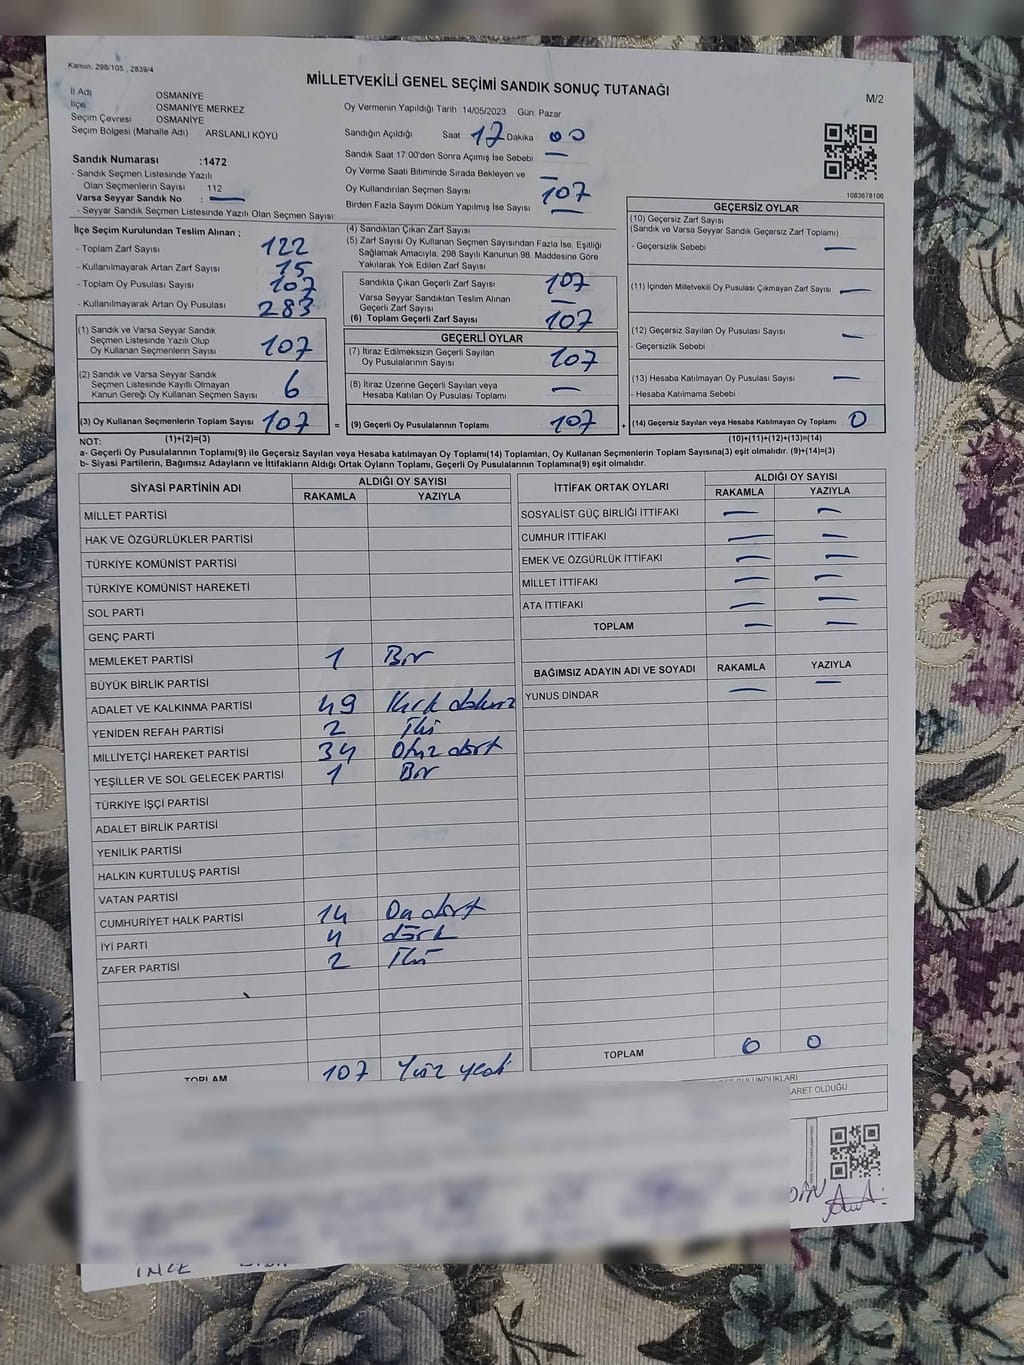 Kanun, 298/105 , 2839/4
MİLLETVEKİLİ GENEL SEÇİMİ SANDIK SONUÇ TUTANAĞI
M/2
İl Adı OSMANİYE
İlçe OSMANİYE MERKEZ
Seçim Çevresi OSMANİYE
Seçim Bölgesi (Mahalle Adı) ARSLANLI KÖYÜ
Oy Vermenin Yapıldığı Tarih 14/05/2023 Gün: Pazar
Sandığın Açıldığı Saat 17 Dakika 00
Sandık Saat 17:00'den Sonra Açımış İse Sebebi —
Oy Verme Saati Bitiminde Sırada Bekleyen ve —
Oy Kullandırılan Seçmen Sayısı 107
Birden Fazla Sayım Döküm Yapılmış İse Sayısı —
1083678106
Sandık Numarası :1472
- Sandık Seçmen Listesinde Yazılı
Olan Seçmenlerin Sayısı : 112
Varsa Seyyar Sandık No : —
- Seyyar Sandık Seçmen Listesinde Yazılı Olan Seçmen Sayısı:
İlçe Seçim Kurulundan Teslim Alınan ;
- Toplam Zarf Sayısı 122
- Kullanılmayarak Artan Zarf Sayısı 15
- Toplam Oy Pusulası Sayısı 107
- Kullanılmayarak Artan Oy Pusulası 283
(1) Sandık ve Varsa Seyyar Sandık
Seçmen Listesinde Yazılı Olup
Oy Kullanan Seçmenlerin Sayısı 107
(2) Sandık ve Varsa Seyyar Sandık
Seçmen Listesinde Kayıtlı Olmayan
Kanun Gereği Oy Kullanan Seçmen Sayısı 6
(3) Oy Kullanan Seçmenlerin Toplam Sayısı 107 =
(4) Sandıktan Çıkan Zarf Sayısı
(5) Zarf Sayısı Oy Kullanan Seçmen Sayısından Fazla İse, Eşitliği
Sağlamak Amacıyla, 298 Sayılı Kanunun 98. Maddesine Göre
Yakılarak Yok Edilen Zarf Sayısı
Sandıkta Çıkan Geçerli Zarf Sayısı 107
Varsa Seyyar Sandıktan Teslim Alınan
Geçerli Zarf Sayısı —
(6) Toplam Geçerli Zarf Sayısı 107
GEÇERLİ OYLAR
(7) İtiraz Edilmeksizin Geçerli Sayılan
Oy Pusulalarının Sayısı 107
(8) İtiraz Üzerine Geçerli Sayılan veya
Hesaba Katılan Oy Pusulası Toplamı —
(9) Geçerli Oy Pusulalarının Toplamı 107 +
GEÇERSİZ OYLAR
(10) Geçersiz Zarf Sayısı
(Sandık ve Varsa Seyyar Sandık Geçersiz Zarf Toplamı)
- Geçersizlik Sebebi —
(11) İçinden Milletvekili Oy Pusulası Çıkmayan Zarf Sayısı —
(12) Geçersiz Sayılan Oy Pusulası Sayısı —
- Geçersizlik Sebebi
(13) Hesaba Katılmayan Oy Pusulası Sayısı —
- Hesaba Katılmama Sebebi
(14) Geçersiz Sayılan veya Hesaba Katılmayan Oy Toplamı 0
NOT: (1)+(2)=(3) (10)+(11)+(12)+(13)=(14)
a- Geçerli Oy Pusulalarının Toplamı(9) ile Geçersiz Sayılan veya Hesaba katılmayan Oy Toplamı(14) Toplamları, Oy Kullanan Seçmenlerin Toplam Sayısına(3) eşit olmalıdır. (9)+(14)=(3)
b- Siyasi Partilerin, Bağımsız Adayların ve İttifakların Aldığı Ortak Oyların Toplamı, Geçerli Oy Pusulalarının Toplamına(9) eşit olmalıdır.
SİYASİ PARTİNİN ADI ALDIĞI OY SAYISI
RAKAMLA YAZIYLA
MİLLET PARTİSİ
HAK VE ÖZGÜRLÜKLER PARTİSİ
TÜRKİYE KOMÜNİST PARTİSİ
TÜRKİYE KOMÜNİST HAREKETİ
SOL PARTİ
GENÇ PARTİ
MEMLEKET PARTİSİ 1 Bir
BÜYÜK BİRLİK PARTİSİ
ADALET VE KALKINMA PARTİSİ 49 Kırk dokuz
YENİDEN REFAH PARTİSİ 2 İki
MİLLİYETÇİ HAREKET PARTİSİ 34 Otuz dört
YEŞİLLER VE SOL GELECEK PARTİSİ 1 Bir
TÜRKİYE İŞÇİ PARTİSİ
ADALET BİRLİK PARTİSİ
YENİLİK PARTİSİ
HALKIN KURTULUŞ PARTİSİ
VATAN PARTİSİ
CUMHURİYET HALK PARTİSİ 14 On dört
İYİ PARTİ 4 dört
ZAFER PARTİSİ 2 İki
TOPLAM 107 Yüz yedi
İTTİFAK ORTAK OYLARI ALDIĞI OY SAYISI
RAKAMLA YAZIYLA
SOSYALİST GÜÇ BİRLİĞİ İTTİFAKI — —
CUMHUR İTTİFAKI — —
EMEK VE ÖZGÜRLÜK İTTİFAKI — —
MİLLET İTTİFAKI — —
ATA İTTİFAKI — —
TOPLAM — —
BAĞIMSIZ ADAYIN ADI VE SOYADI RAKAMLA YAZIYLA
YUNUS DİNDAR — —
TOPLAM 0 0
BULUNDUKLARI
ARET OLDUĞU
İNCE